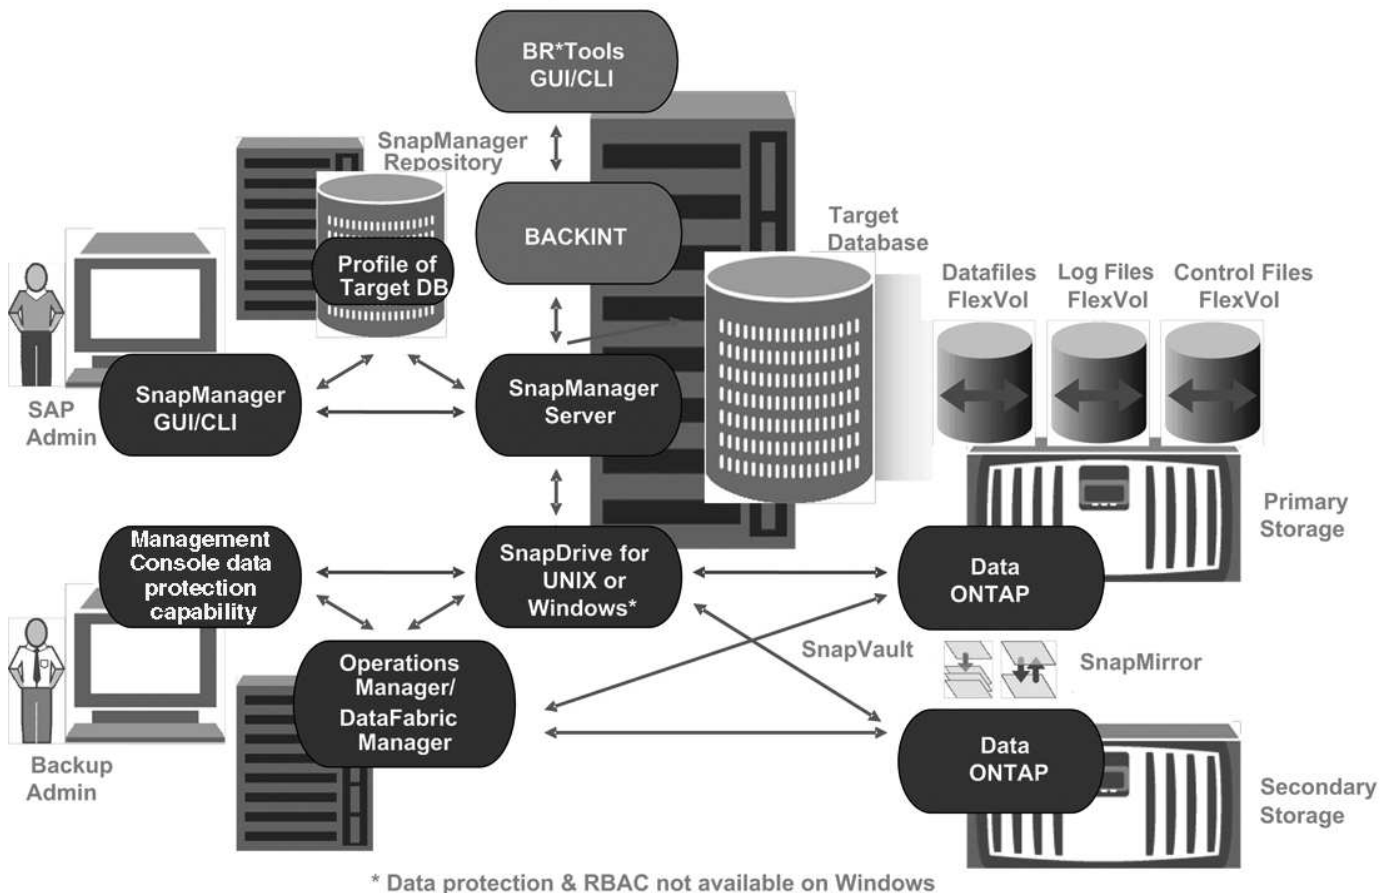 BR*Tools
GUI/CLI
SnapManager
Repository
BACKINT
Target
Database
Profile of
Target DB
Datafiles
FlexVol
Log Files
FlexVol
Control Files
FlexVol
SAP
Admin
SnapManager
GUI/CLI
SnapManager
Server
Primary
Storage
Management
Console data
protection
capability
SnapDrive for
UNIX or
Windows*
Data
ONTAP
SnapVault
SnapMirror
Operations
Manager/
DataFabric
Manager
Data
ONTAP
Backup
Admin
Secondary
Storage
* Data protection & RBAC not available on Windows